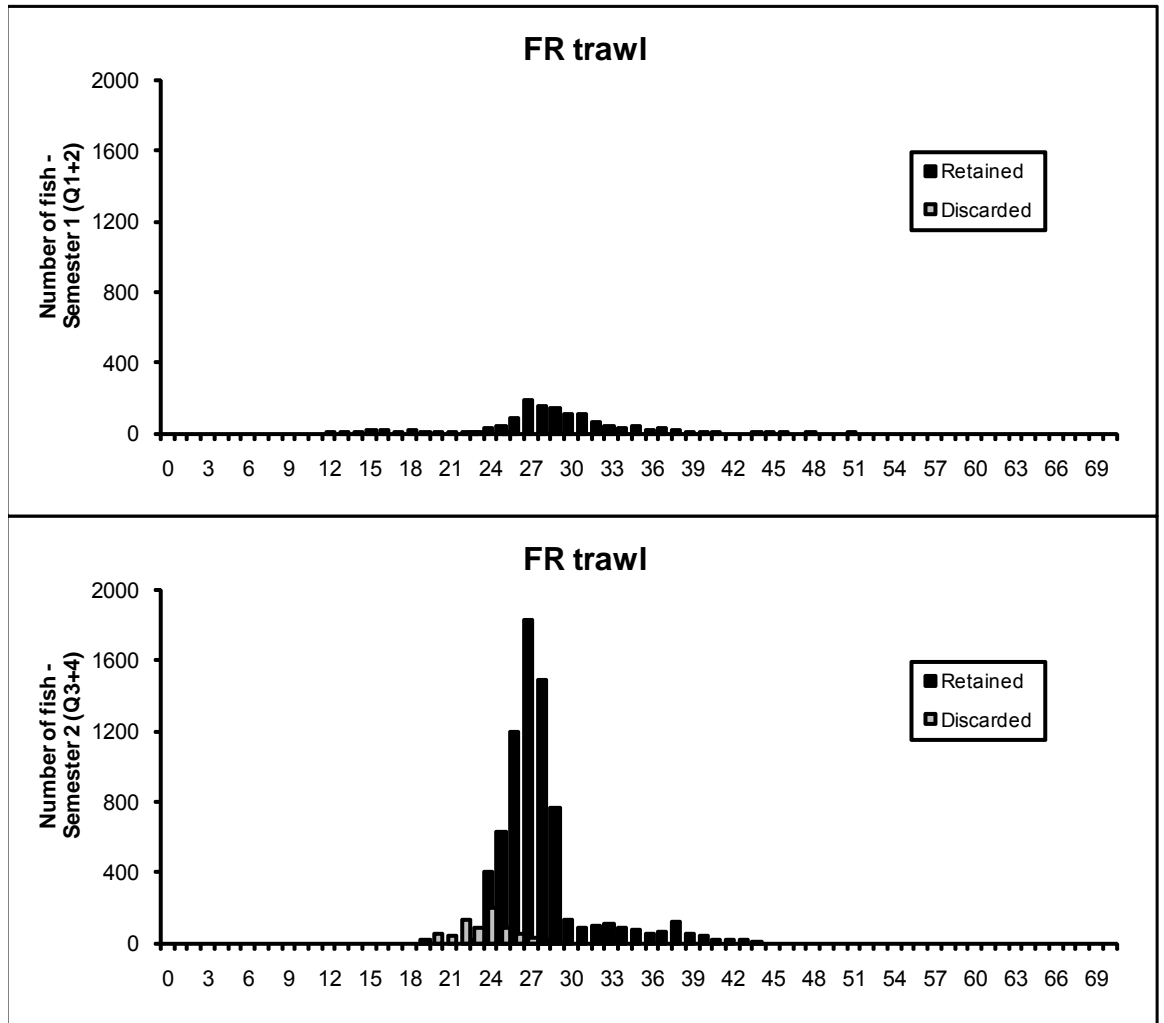 FR trawl
2000
1600
1200
800
400
0
Number of fish -
Semester 1 (Q1+2)
Retained
Discarded
0 3 6 9 12 15 18 21 24 27 30 33 36 39 42 45 48 51 54 57 60 63 66 69
FR trawl
2000
1600
1200
800
400
0
Number of fish -
Semester 2 (Q3+4)
Retained
Discarded
0 3 6 9 12 15 18 21 24 27 30 33 36 39 42 45 48 51 54 57 60 63 66 69